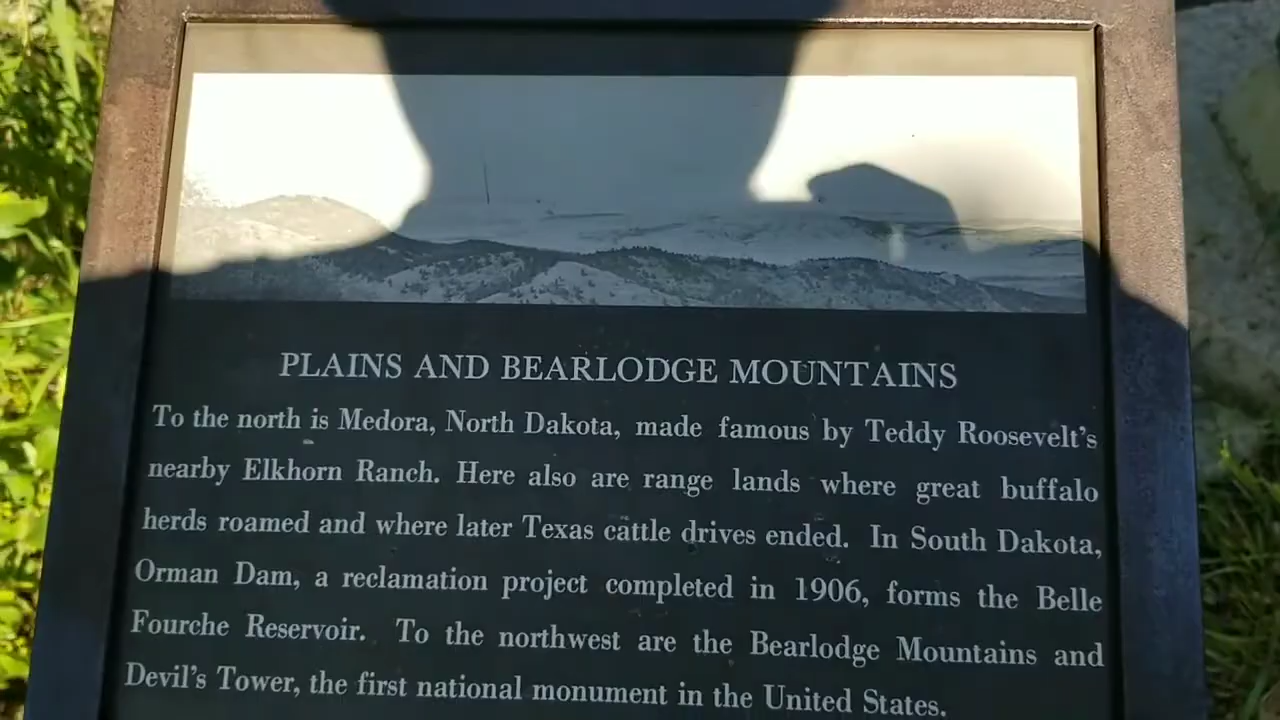 PLAINS AND BEARLODGE MOUNTAINS
To the north is Medora, North Dakota, made famous by Teddy Roosevelt's
nearby Elkhorn Ranch. Here also are range lands where great buffalo
herds roamed and where later Texas cattle drives ended. In South Dakota,
Orman Dam, a reclamation project completed in 1906, forms the Belle
Fourche Reservoir. To the northwest are the Bearlodge Mountains and
Devil's Tower, the first national monument in the United States.